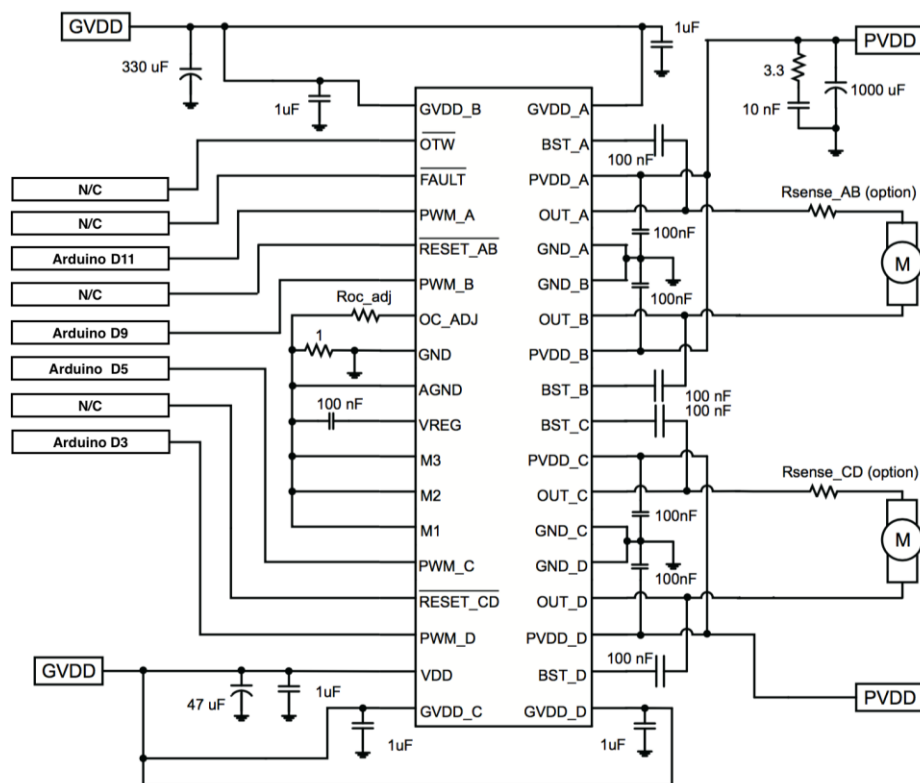 GVDD
330 uF
1uF
1uF
PVDD
3.3
10 nF
1000 uF
GVDD_B
GVDD_A
OTW
BST_A
100 nF
N/C
FAULT
PVDD_A
Rsense_AB (option)
N/C
PWM_A
OUT_A
100nF
Arduino D11
RESET_AB
GND_A
M
N/C
PWM_B
GND_B
100nF
Roc_adj
Arduino D9
OC_ADJ
OUT_B
1
GND
PVDD_B
Arduino D5
AGND
BST_B
100 nF
100 nF
100 nF
N/C
VREG
BST_C
Arduino D3
M3
PVDD_C
Rsense_CD (option)
M2
OUT_C
100nF
M1
GND_C
M
PWM_C
GND_D
100nF
RESET_CD
OUT_D
PWM_D
PVDD_D
100 nF
GVDD
VDD
BST_D
47 uF
1uF
PVDD
GVDD_C
GVDD_D
1uF
1uF